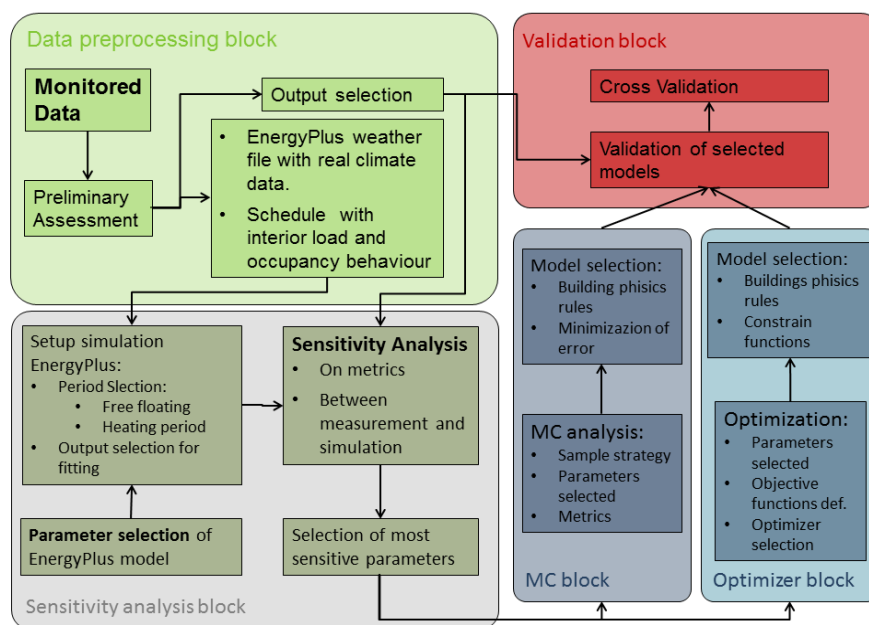 Data preprocessing block
Monitored
Data
Output selection
Preliminary
Assessment
• EnergyPlus weather
file with real climate
data.
• Schedule with
interior load and
occupancy behaviour
Validation block
Cross Validation
Validation of selected
models
Setup simulation
EnergyPlus:
• Period Slection:
• Free floating
• Heating period
• Output selection for
fitting
Parameter selection of
EnergyPlus model
Sensitivity Analysis
• On metrics
• Between
measurement and
simulation
Selection of most
sensitive parameters
Sensitivity analysis block
Model selection:
• Building phisics
rules
• Minimizazion of
error
MC analysis:
• Sample strategy
• Parameters
selected
• Metrics
MC block
Model selection:
• Buildings phisics
rules
• Constrain
functions
Optimization:
• Parameters
selected
• Objective
functions def.
• Optimizer
selection
Optimizer block